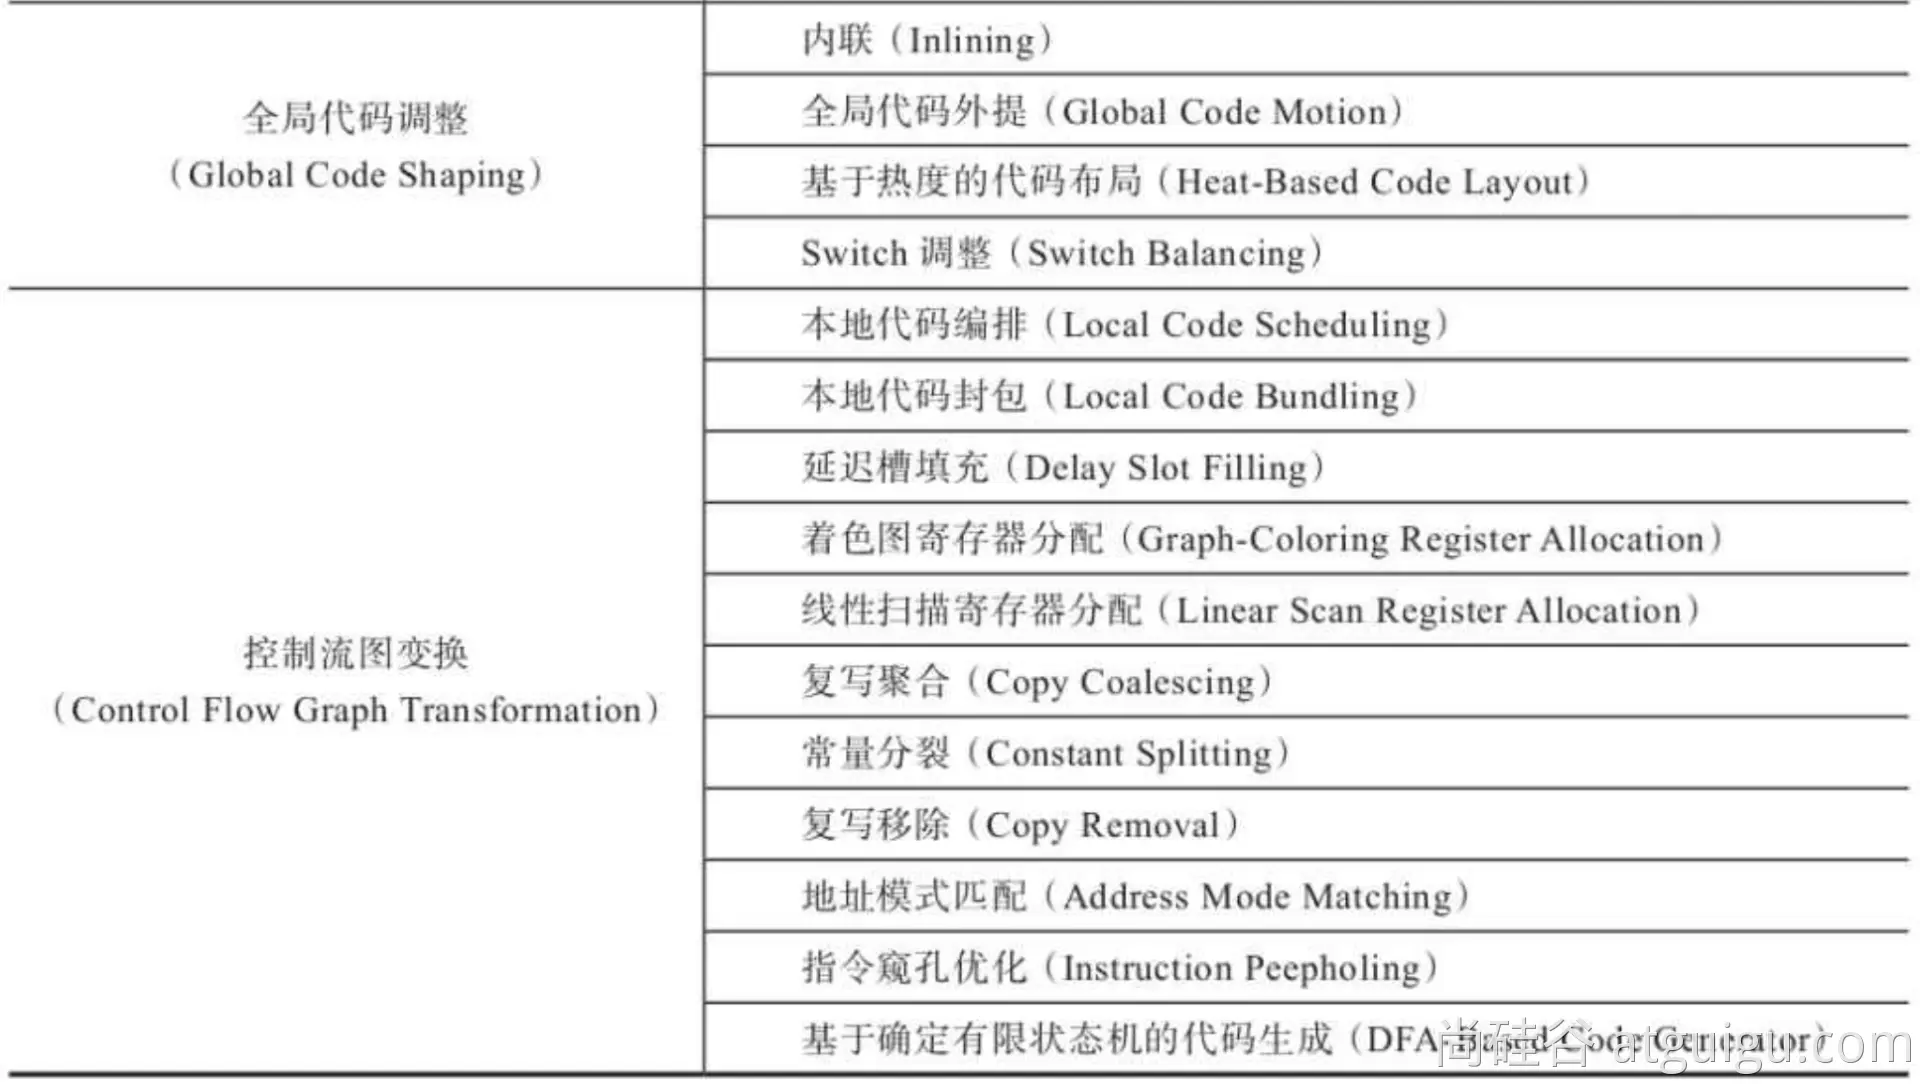 全局代码调整
（Global Code Shaping）
内联（Inlining）
全局代码外提（Global Code Motion）
基于热度的代码布局（Heat-Based Code Layout）
Switch 调整（Switch Balancing）
控制流图变换
（Control Flow Graph Transformation）
本地代码编排（Local Code Scheduling）
本地代码封包（Local Code Bundling）
延迟槽填充（Delay Slot Filling）
着色图寄存器分配（Graph-Coloring Register Allocation）
线性扫描寄存器分配（Linear Scan Register Allocation）
复写聚合（Copy Coalescing）
常量分裂（Constant Splitting）
复写移除（Copy Removal）
地址模式匹配（Address Mode Matching）
指令窥孔优化（Instruction Peepholing）
基于确定有限状态机的代码生成（DFA-Based Code Generator）
尚硅谷 atguigu.com